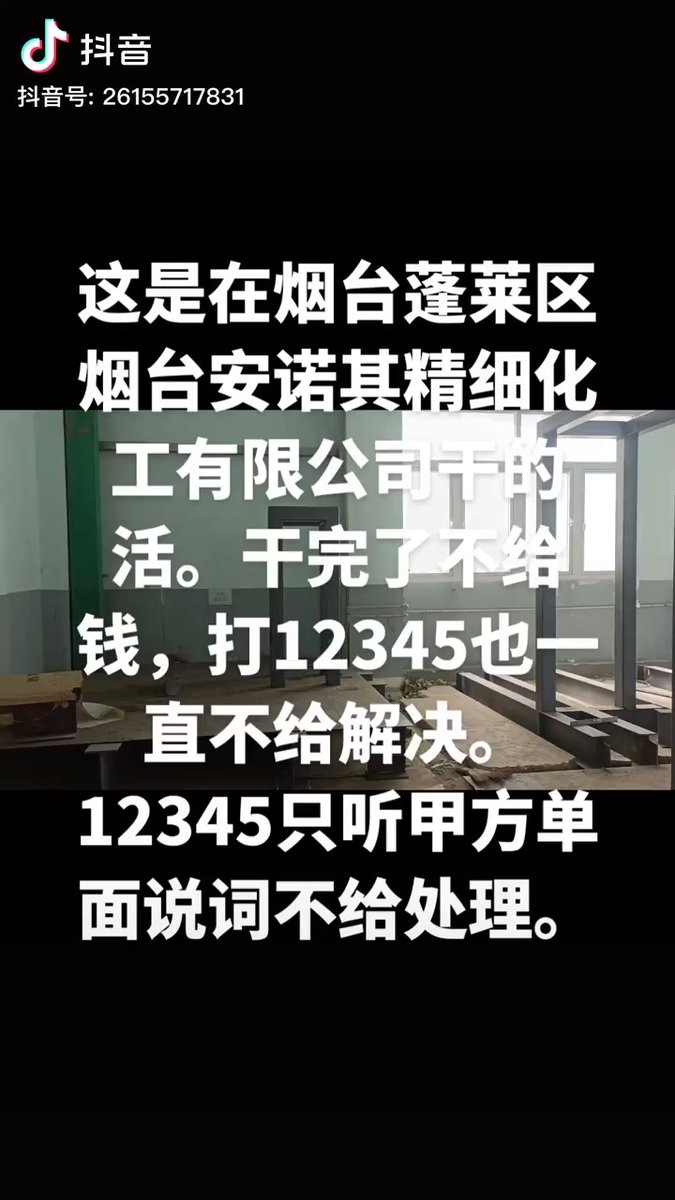 抖音
抖音号: 26155717831
这是在烟台蓬莱区
烟台安诺其精细化
工有限公司干的
活。干完了不给
钱，打12345也一
直不给解决。
12345只听甲方单
面说词不给处理。